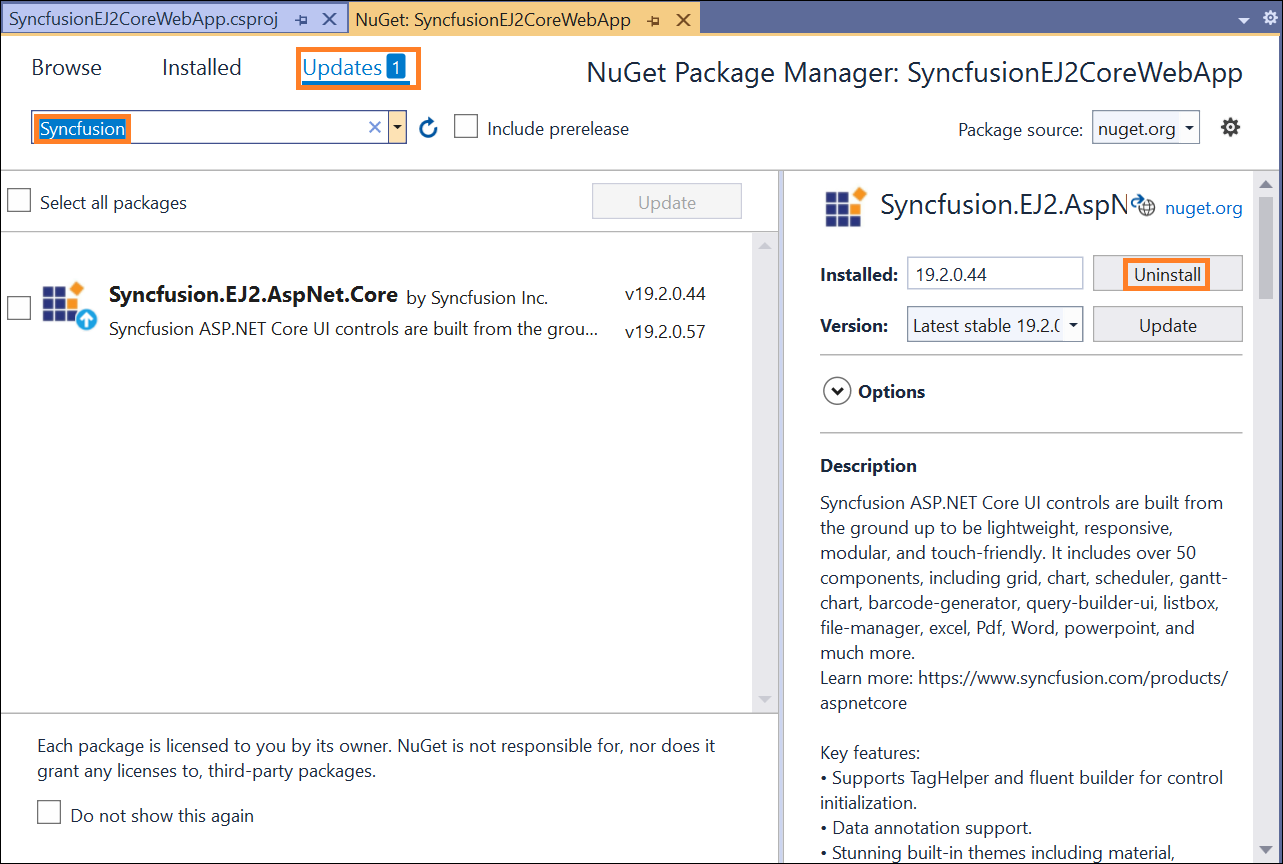 SyncfusionEJ2CoreWebApp.csproj
NuGet: SyncfusionEJ2CoreWebApp
Browse
Installed
Updates 1
NuGet Package Manager: SyncfusionEJ2CoreWebApp
Syncfusion
Include prerelease
Package source:
nuget.org
Select all packages
Update
Syncfusion.EJ2.AspNet.Core by Syncfusion Inc.
v19.2.0.44
Syncfusion ASP.NET Core UI controls are built from the grou...
v19.2.0.57
Each package is licensed to you by its owner. NuGet is not responsible for, nor does it
grant any licenses to, third-party packages.
Do not show this again
Syncfusion.EJ2.AspN
nuget.org
Installed:
19.2.0.44
Uninstall
Version:
Latest stable 19.2.0
Update
Options
Description
Syncfusion ASP.NET Core UI controls are built from
the ground up to be lightweight, responsive,
modular, and touch-friendly. It includes over 50
components, including grid, chart, scheduler, gantt-
chart, barcode-generator, query-builder-ui, listbox,
file-manager, excel, Pdf, Word, powerpoint, and
much more.
Learn more: https://www.syncfusion.com/products/
aspnetcore
Key features:
• Supports TagHelper and fluent builder for control
initialization.
• Data annotation support.
• Stunning built-in themes including material,